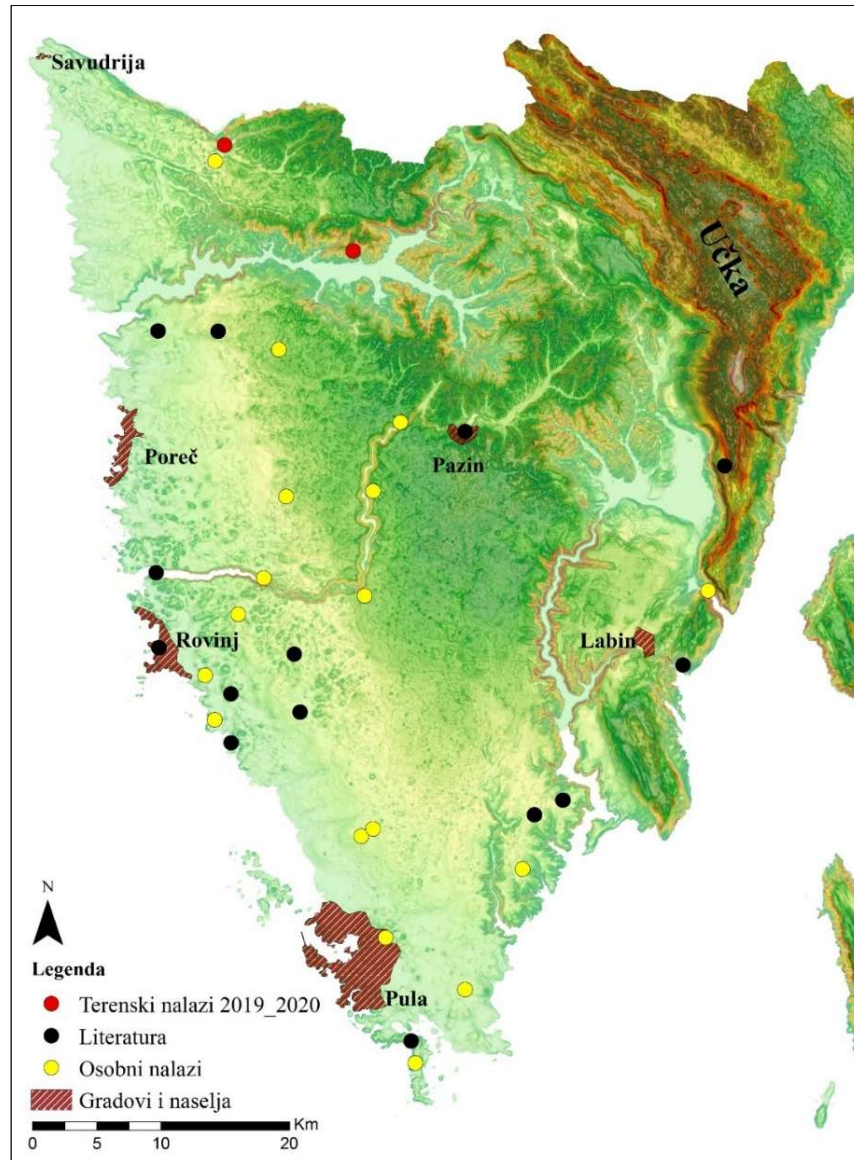 Savudrija
Učka
Poreč
Pazin
Rovinj
Labin
Pula
N
Legenda
Terenski nalazi 2019_2020
Literatura
Osobni nalazi
Gradovi i naselja
Km
0 5 10 20